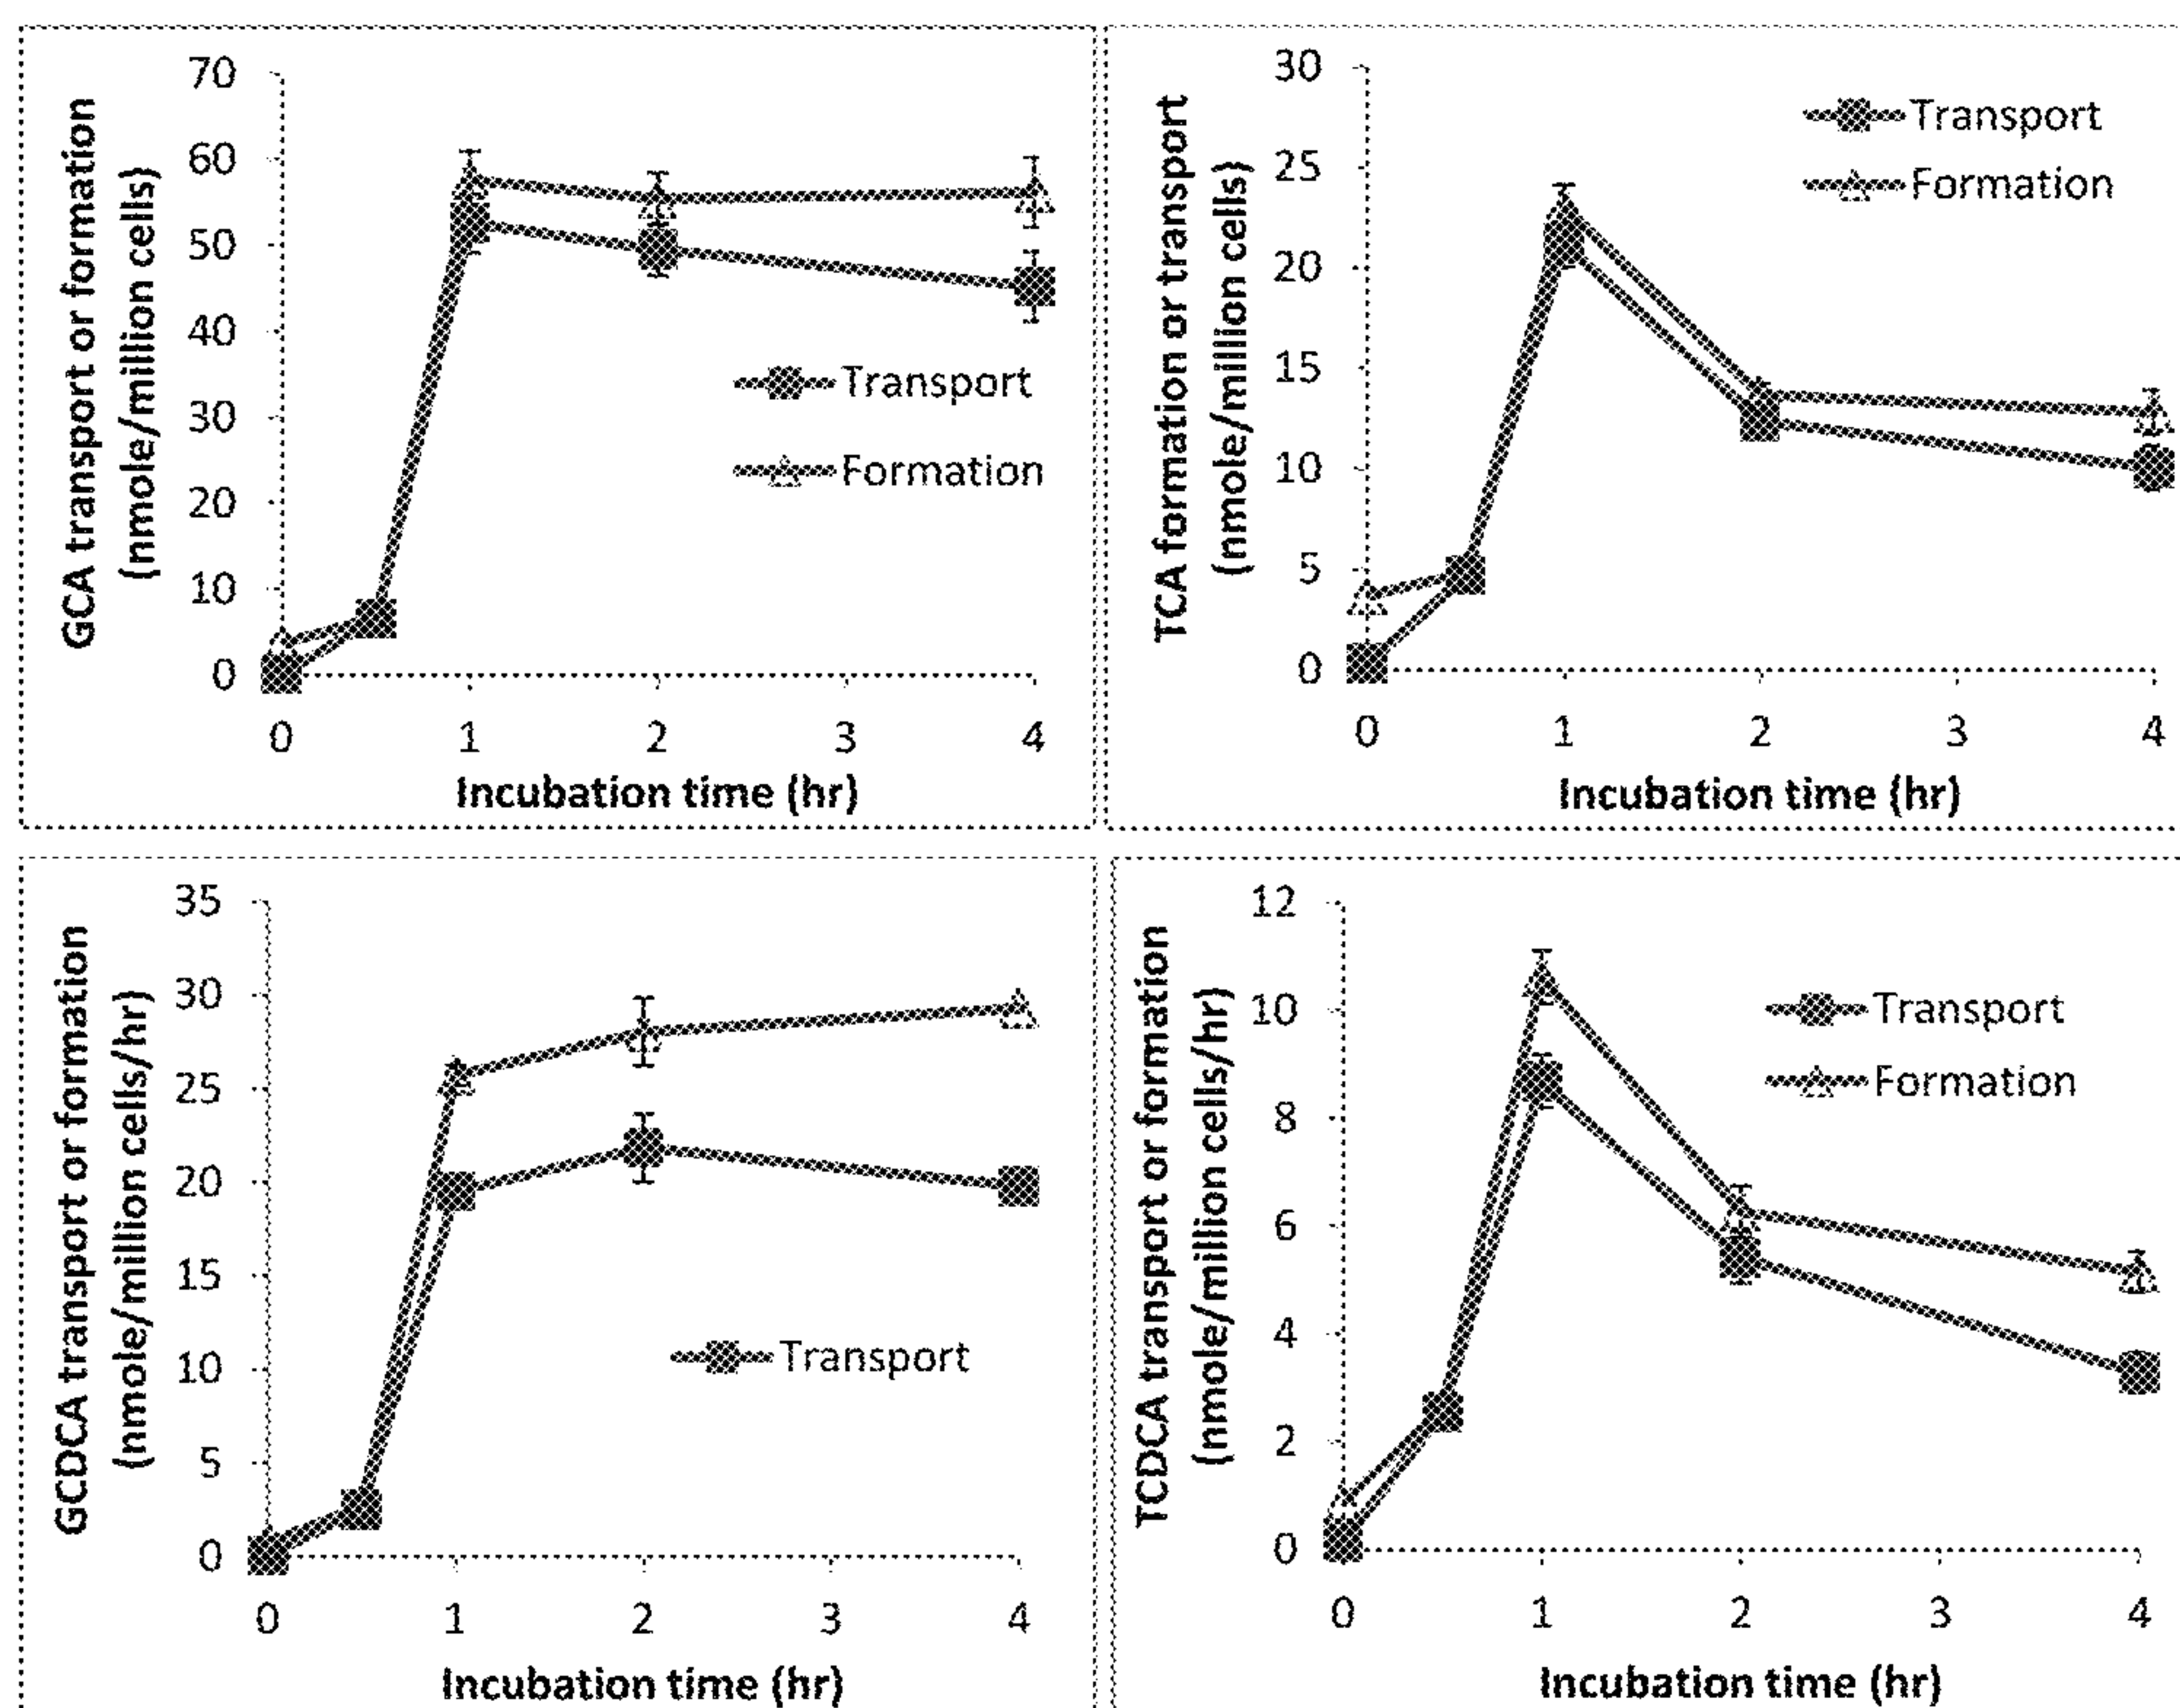 GCA transport or formation
(nmole/million cells)
70
60
50
40
30
20
10
0
Transport
Formation
0 1 2 3 4
Incubation time (hr)
TCA formation or transport
(nmole/million cells)
30
25
20
15
10
5
0
Transport
Formation
0 1 2 3 4
Incubation time (hr)
GCDCA transport or formation
(nmole/million cells/hr)
35
30
25
20
15
10
5
0
Transport
0 1 2 3 4
Incubation time (hr)
TCDCA transport or formation
(nmole/million cells/hr)
12
10
8
6
4
2
0
Transport
Formation
0 1 2 3 4
Incubation time (hr)